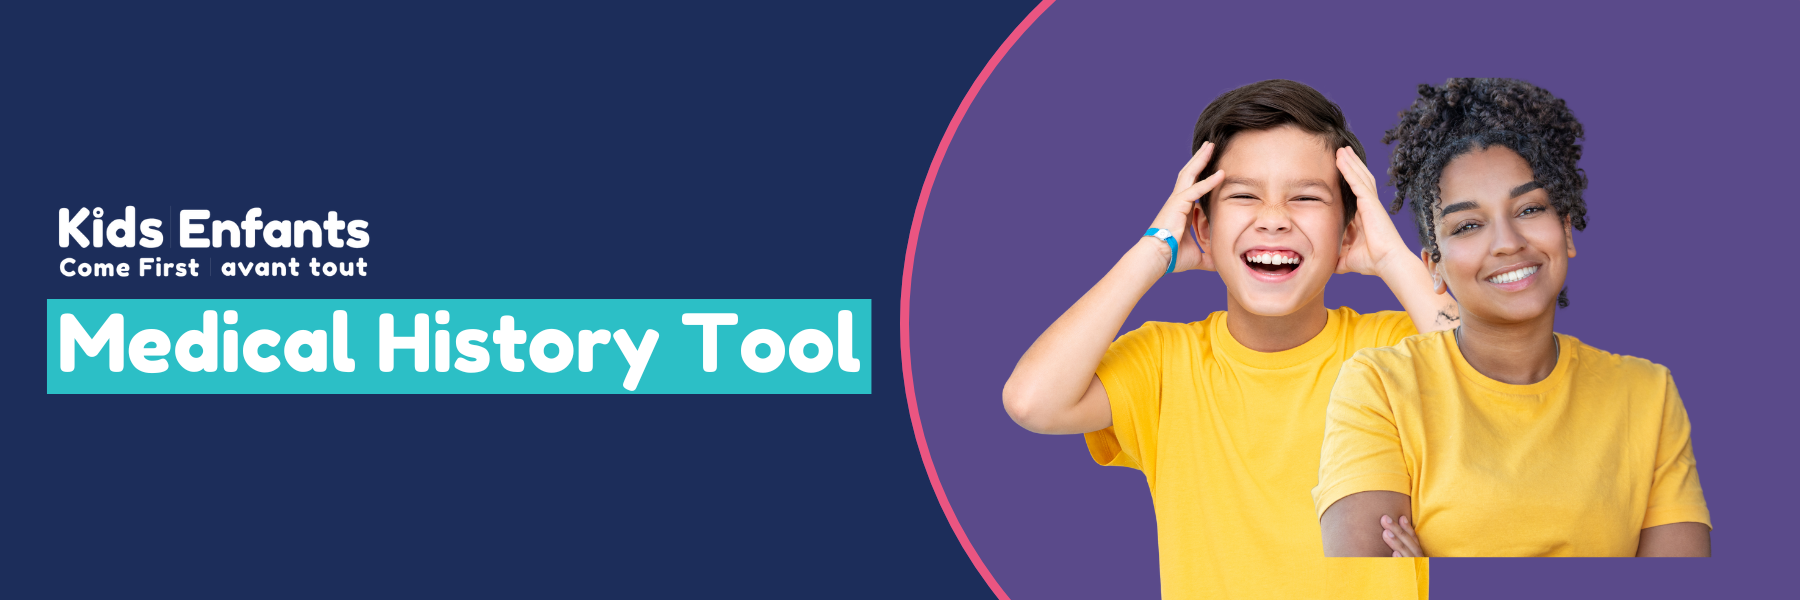 Kids Enfants
Come First avant tout
Medical History Tool